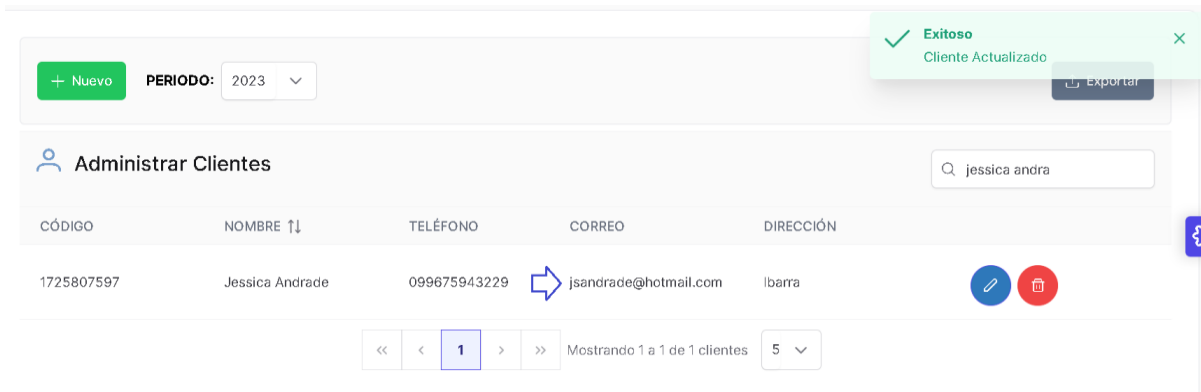 Exitoso
Cliente Actualizado
Nuevo PERIODO: 2023 Exportar
Administrar Clientes jessica andra
CÓDIGO NOMBRE TELÉFONO CORREO DIRECCIÓN
1725807597 Jessica Andrade 099675943229 jsandrade@hotmail.com Ibarra
<< < 1 > >> Mostrando 1 a 1 de 1 clientes 5